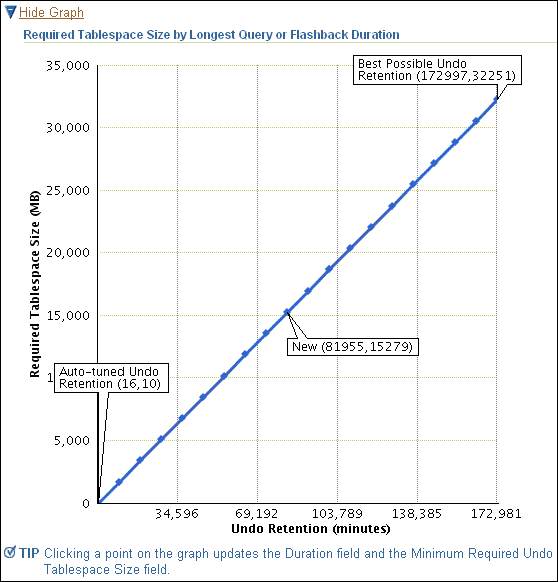 Hide Graph
Required Tablespace Size by Longest Query or Flashback Duration
Best Possible Undo
Retention (172997,32251)
35,000
30,000
25,000
20,000
15,000
1
5,000
0
Required Tablespace Size (MB)
New (81955,15279)
Auto-tuned Undo
Retention (16,10)
34,596
69,192
103,789
138,385
172,981
Undo Retention (minutes)
TIP Clicking a point on the graph updates the Duration field and the Minimum Required Undo
Tablespace Size field.